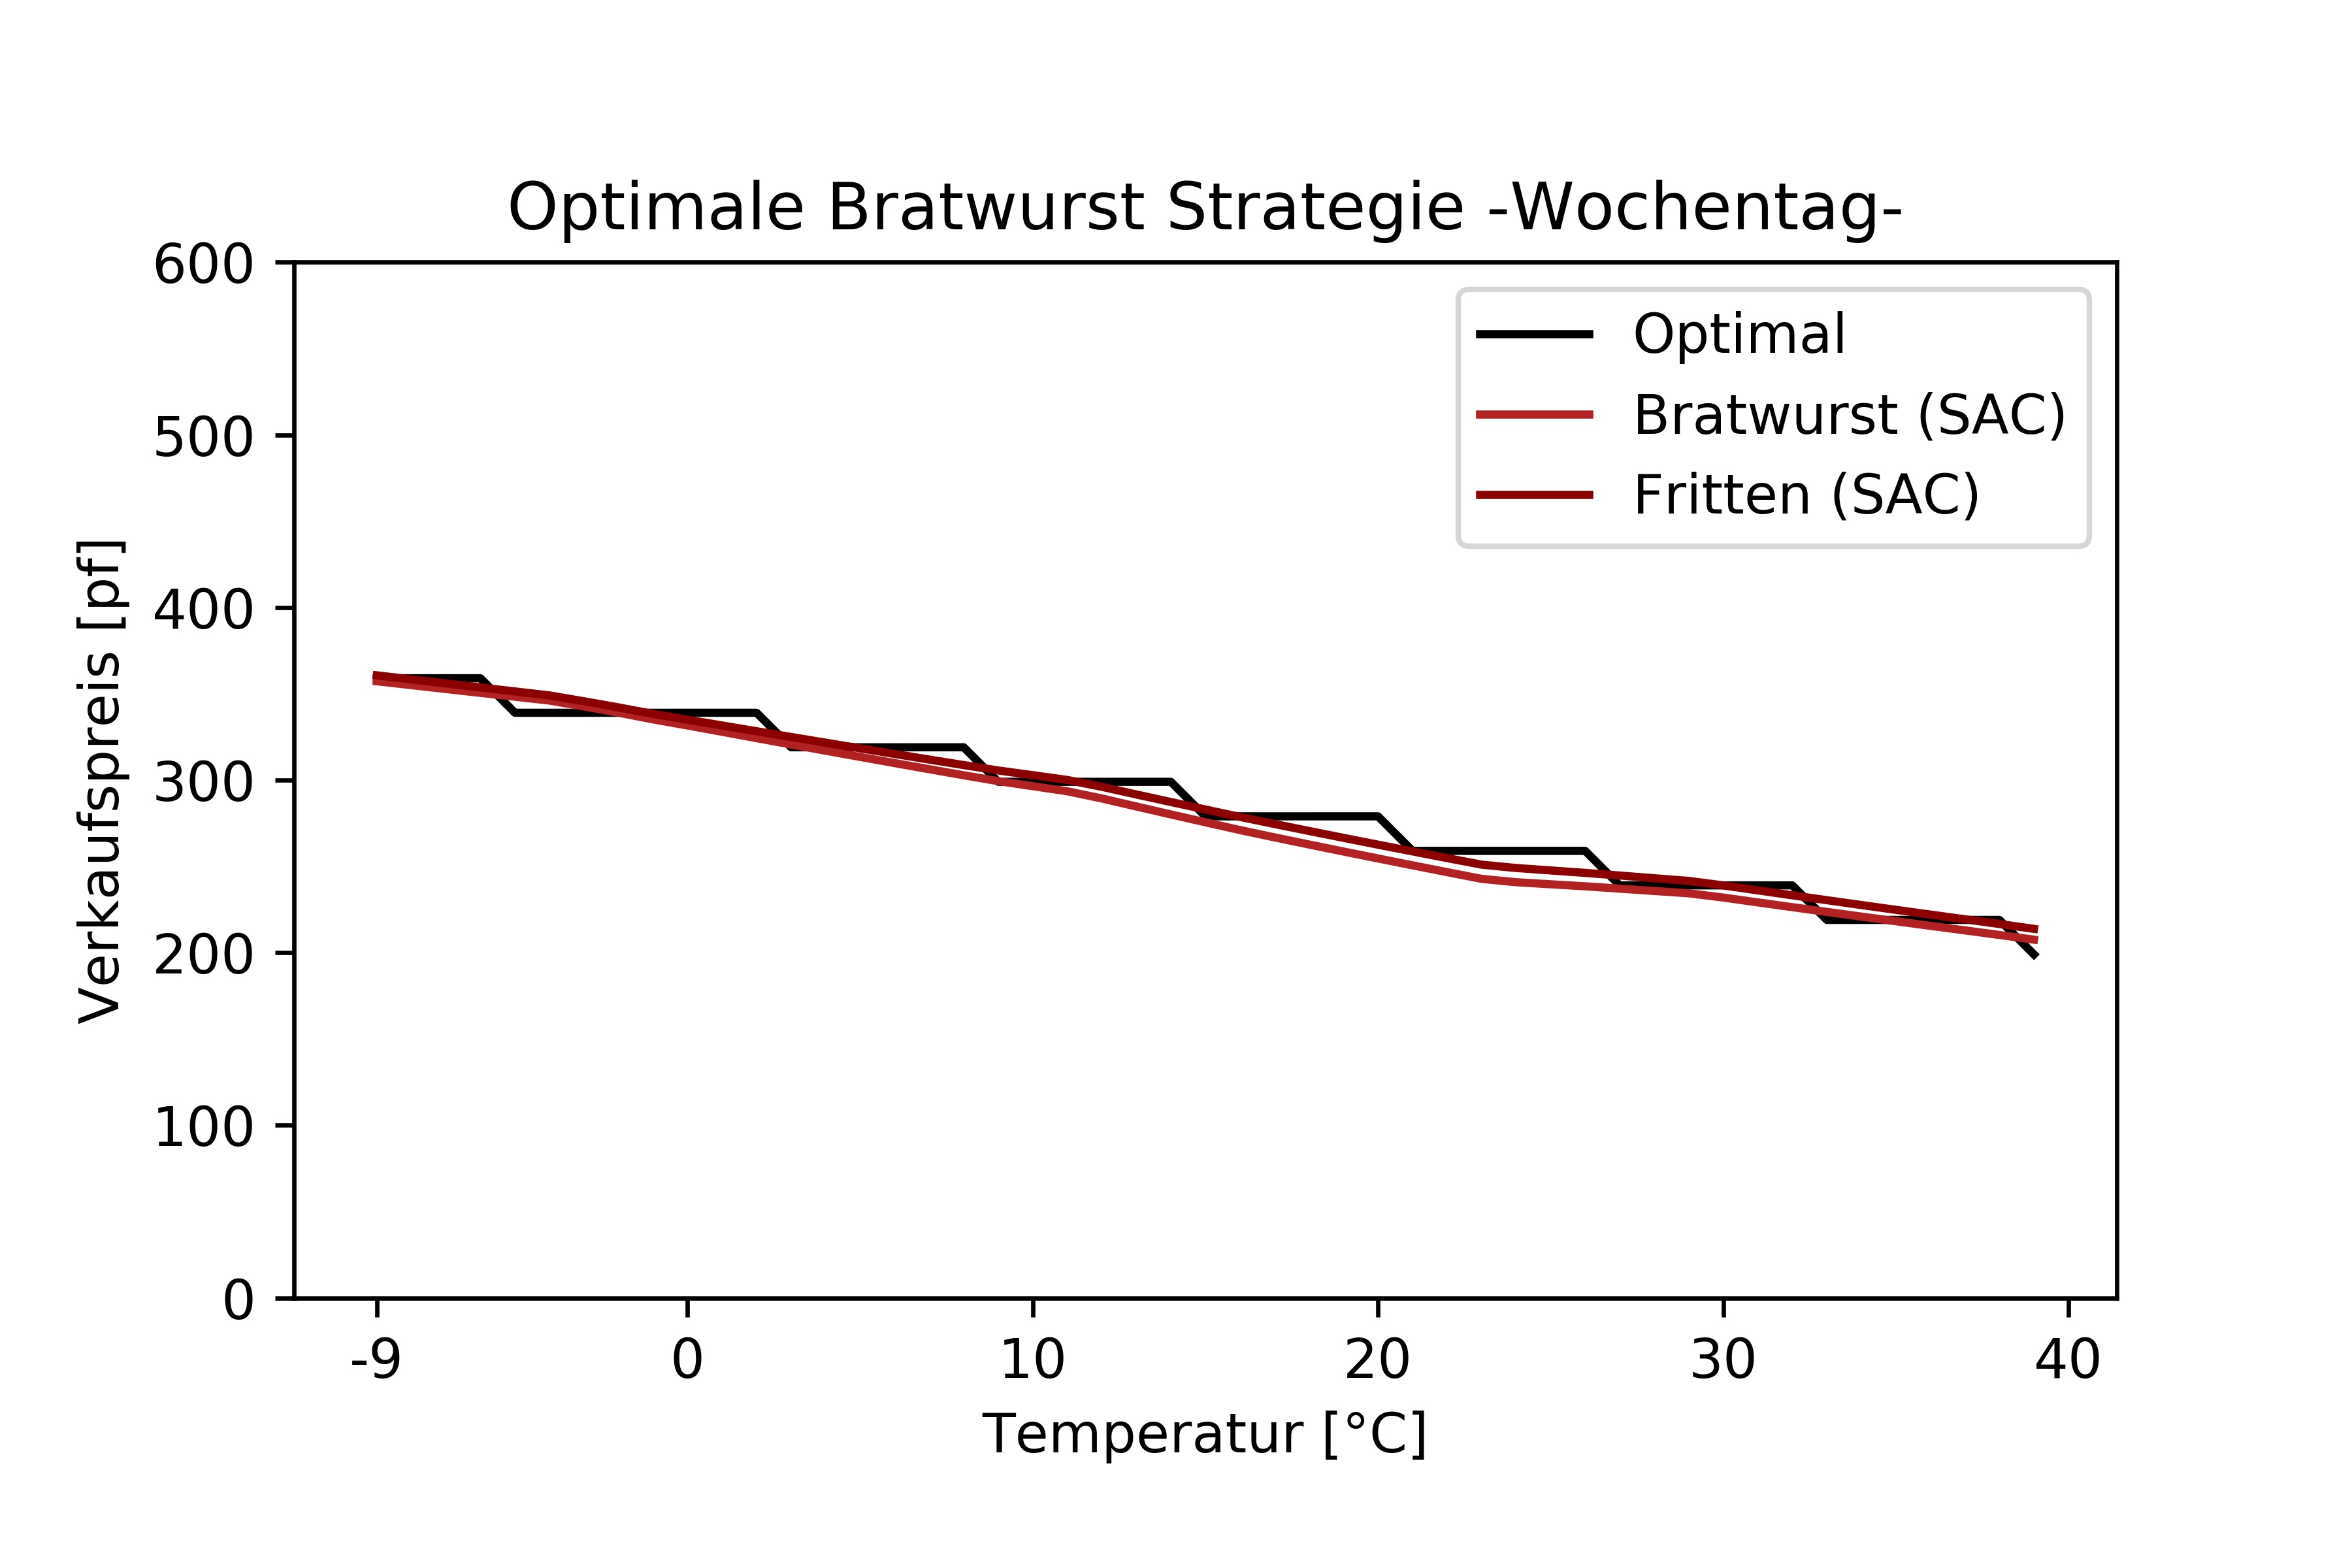 Optimale Bratwurst Strategie -Wochentag-
600
500
400
300
200
100
0
Verkaufspreis [pf]
Optimal
Bratwurst (SAC)
Fritten (SAC)
-9 0 10 20 30 40
Temperatur [°C]